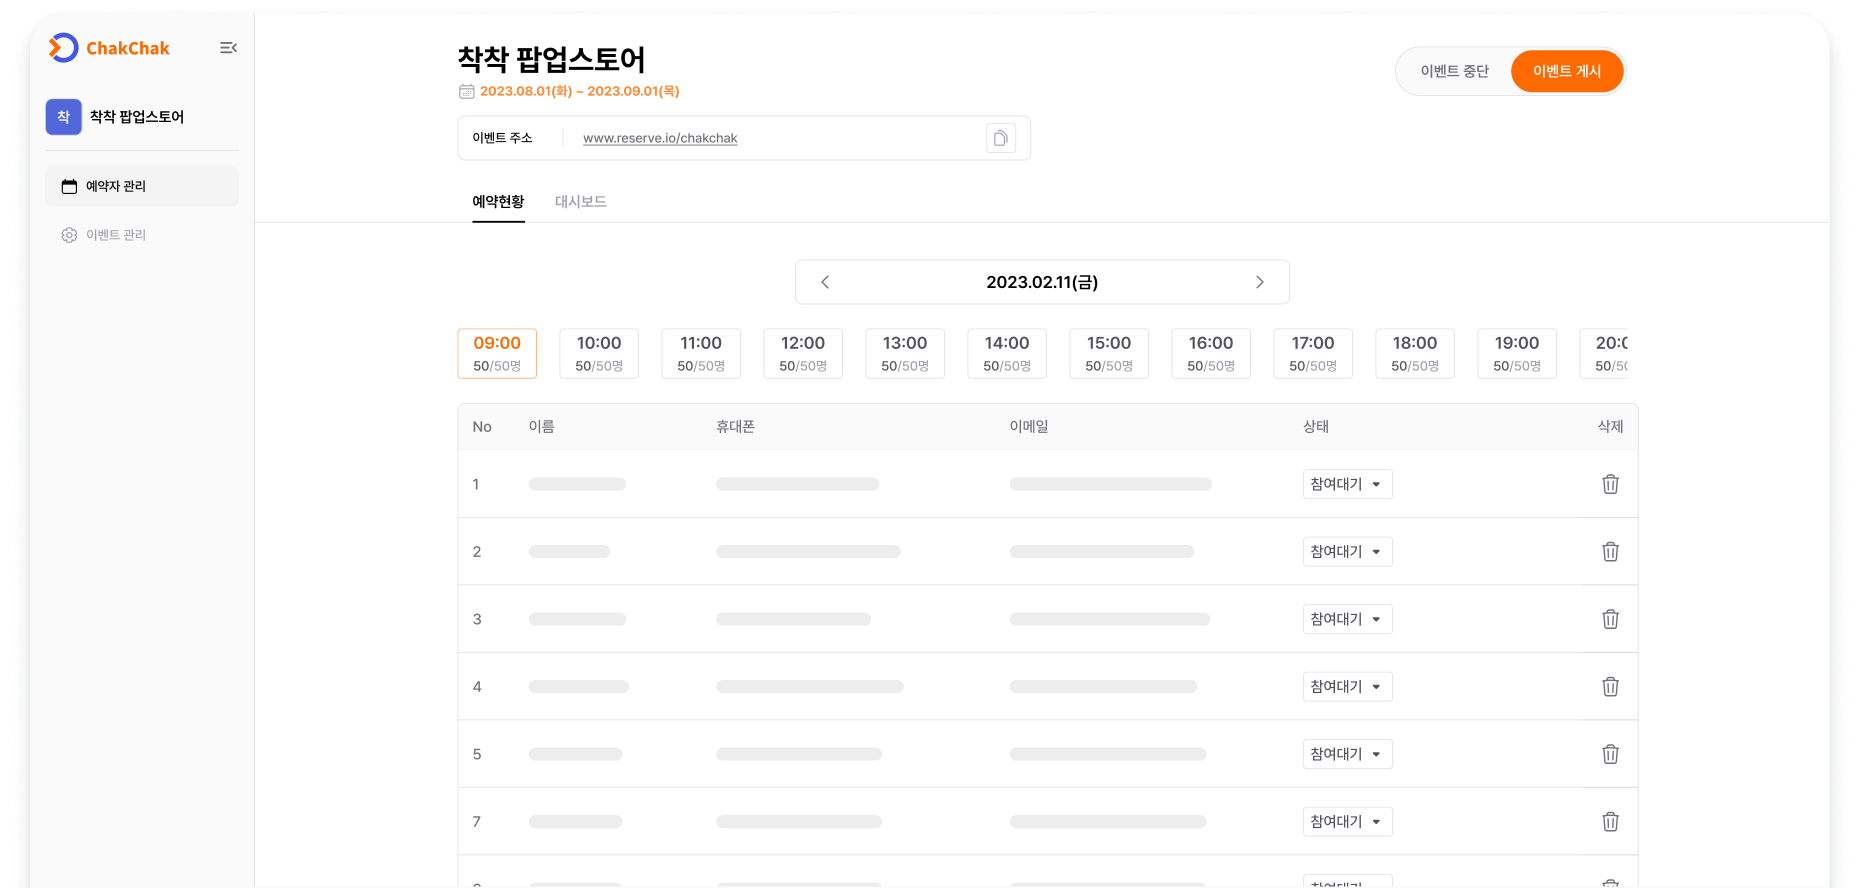 ChakChak
착 착착 팝업스토어
예약자 관리
이벤트 관리
착착 팝업스토어
2023.08.01(화) ~ 2023.09.01(목)
이벤트 중단 이벤트 게시
이벤트 주소 www.reserve.io/chakchak
예약현황 대시보드
2023.02.11(금)
09:00 10:00 11:00 12:00 13:00 14:00 15:00 16:00 17:00 18:00 19:00
50/50명 50/50명 50/50명 50/50명 50/50명 50/50명 50/50명 50/50명 50/50명 50/50명 50/50명
No 이름 휴대폰 이메일 상태 삭제
1 참여대기
2 참여대기
3 참여대기
4 참여대기
5 참여대기
7 참여대기